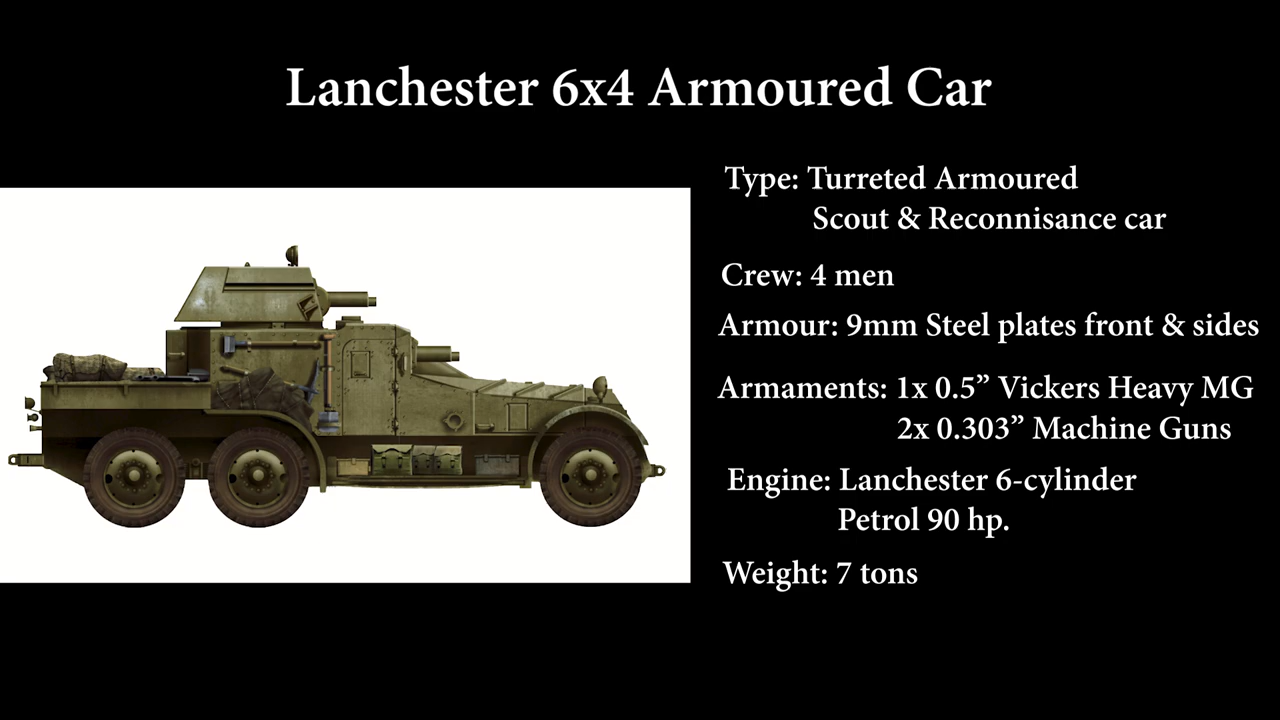 Lanchester 6x4 Armoured Car
Type: Turreted Armoured
Scout & Reconnisance car
Crew: 4 men
Armour: 9mm Steel plates front & sides
Armaments: 1x 0.5” Vickers Heavy MG
2x 0.303” Machine Guns
Engine: Lanchester 6-cylinder
Petrol 90 hp.
Weight: 7 tons